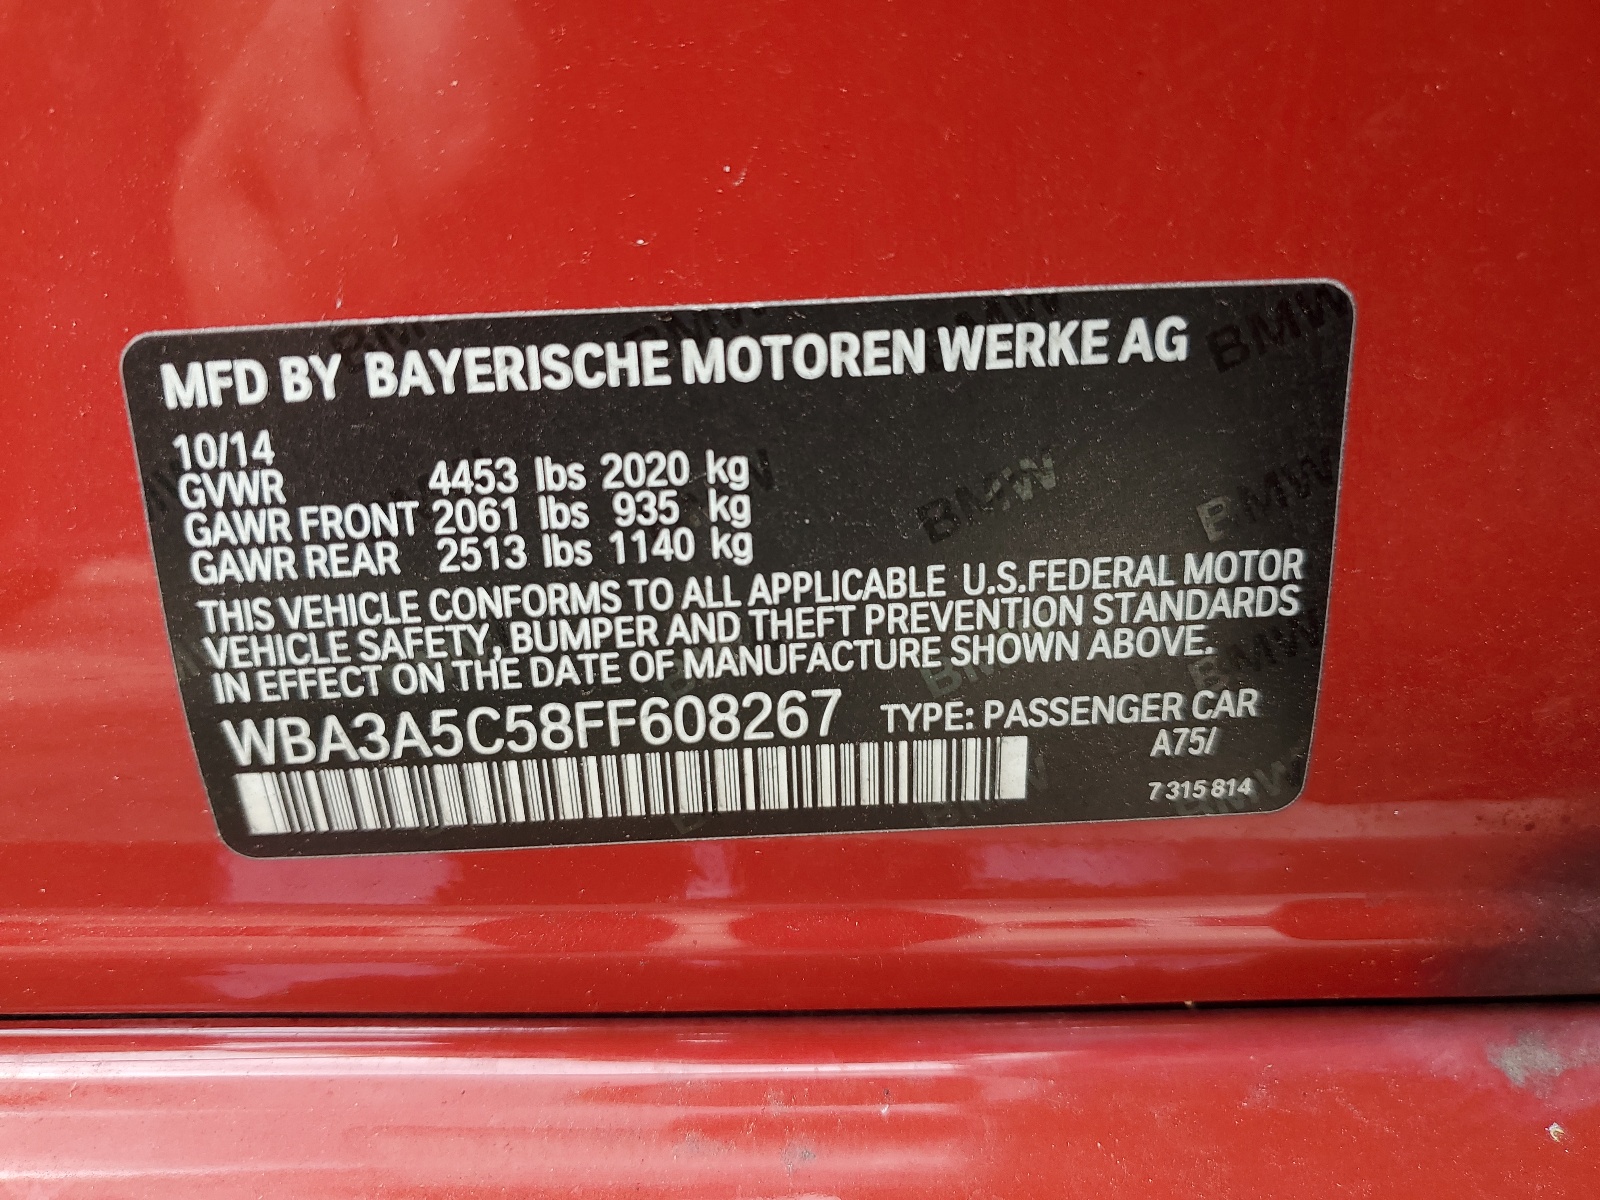 MFD BY BAYERISCHE MOTOREN WERKE AG
10/14
GVWR 4453 lbs 2020 kg
GAWR FRONT 2061 lbs 935 kg
GAWR REAR 2513 lbs 1140 kg
THIS VEHICLE CONFORMS TO ALL APPLICABLE U.S.FEDERAL MOTOR
VEHICLE SAFETY, BUMPER AND THEFT PREVENTION STANDARDS
IN EFFECT ON THE DATE OF MANUFACTURE SHOWN ABOVE.
WBA3A5C58FF608267 TYPE: PASSENGER CAR
A75/
7 315 814